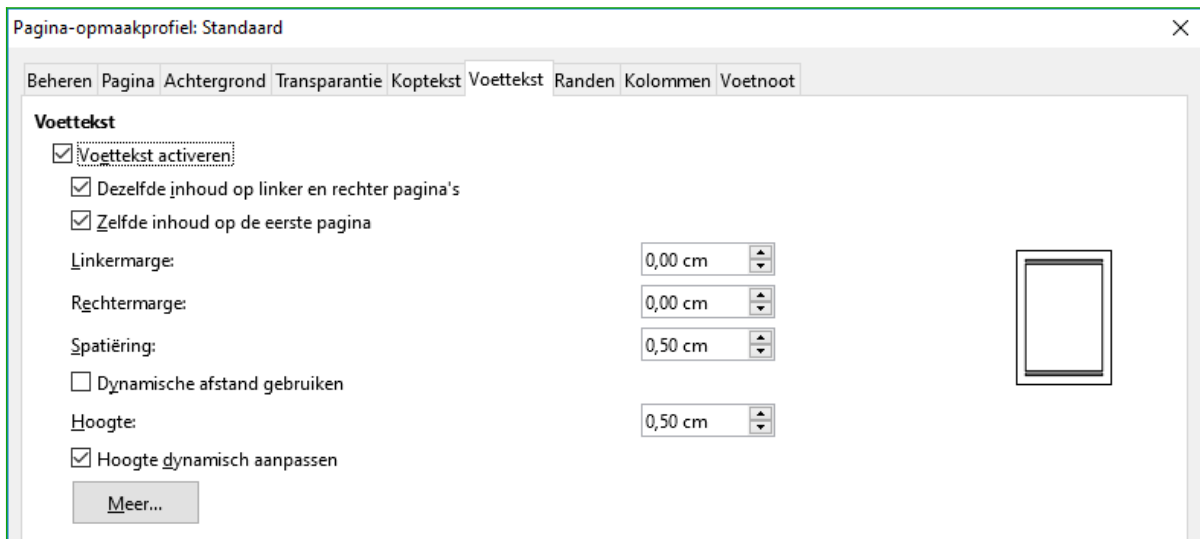 Pagina-opmaakprofiel: Standaard
Beheren Pagina Achtergrond Transparantie Koptekst Voettekst Randen Kolommen Voetnoot
Voettekst
Voettekst activeren
Dezelfde inhoud op linker en rechter pagina's
Zelfde inhoud op de eerste pagina
Linkermarge: 0,00 cm
Rechtermarge: 0,00 cm
Spatiëring: 0,50 cm
Dynamische afstand gebruiken
Hoogte: 0,50 cm
Hoogte dynamisch aanpassen
Meer...